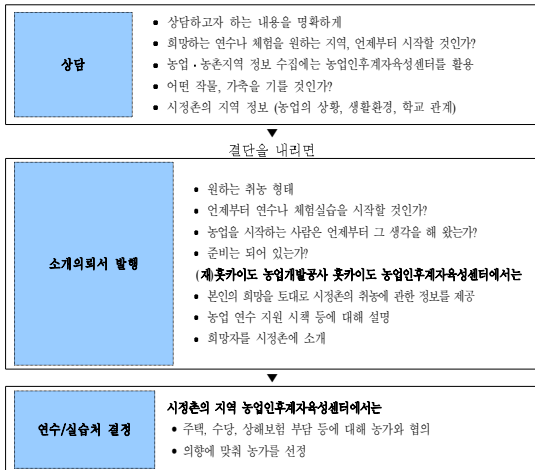 상담
• 상담하고자 하는 내용을 명확하게
• 희망하는 연수나 체험을 원하는 지역, 언제부터 시작할 것인가?
• 농업·농촌지역 정보 수집에는 농업인후계자육성센터를 활용
• 어떤 작물, 가축을 기를 것인가?
• 시정촌의 지역 정보 (농업의 상황, 생활환경, 학교 관계)
▼
결단을 내리면
소개의뢰서 발행
• 원하는 취농 형태
• 언제부터 연수나 체험실습을 시작할 것인가?
• 농업을 시작하는 사람은 언제부터 그 생각을 해 왔는가?
• 준비는 되어 있는가?
(재)홋카이도 농업개발공사 홋카이도 농업인후계자육성센터에서는
• 본인의 희망을 토대로 시정촌의 취농에 관한 정보를 제공
• 농업 연수 지원 시책 등에 대해 설명
• 희망자를 시정촌에 소개
▼
연수/실습처 결정
시정촌의 지역 농업인후계자육성센터에서는
• 주택, 수당, 상해보험 부담 등에 대해 농가와 협의
• 의향에 맞춰 농가를 선정